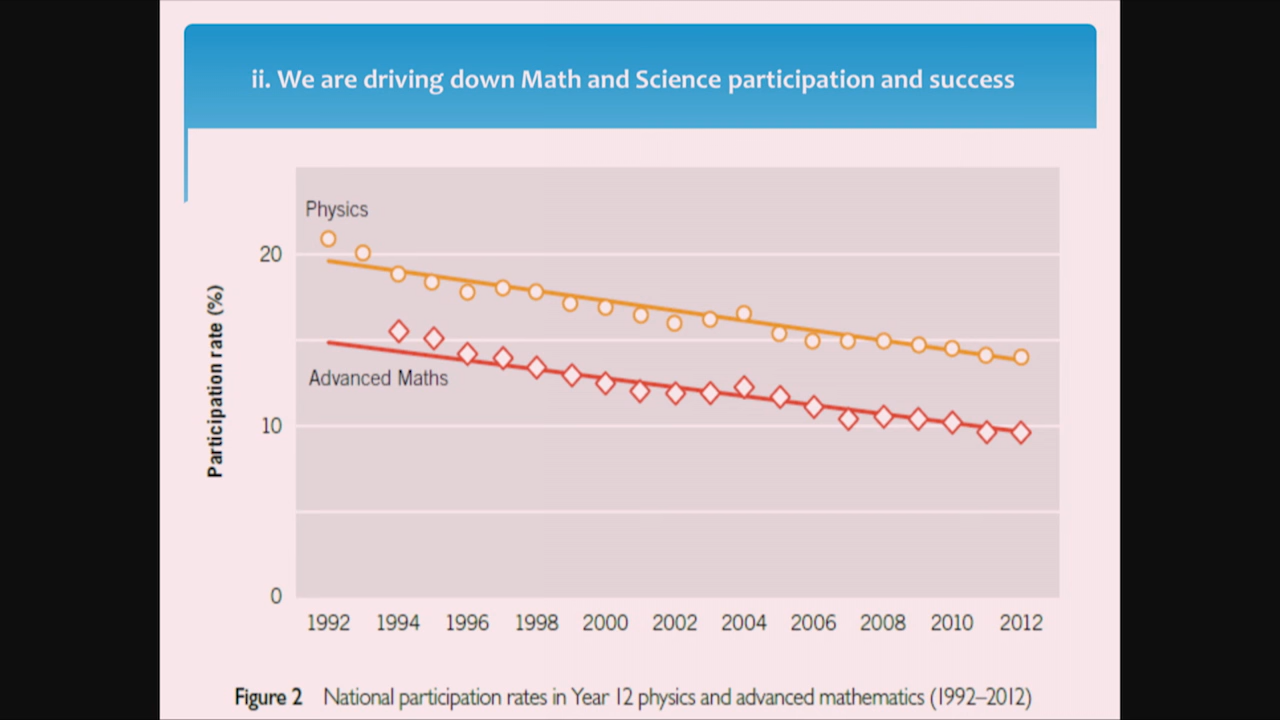 ii. We are driving down Math and Science participation and success
Physics
20
Participation rate (%)
Advanced Maths
10
0
1992 1994 1996 1998 2000 2002 2004 2006 2008 2010 2012
Figure 2 National participation rates in Year 12 physics and advanced mathematics (1992–2012)